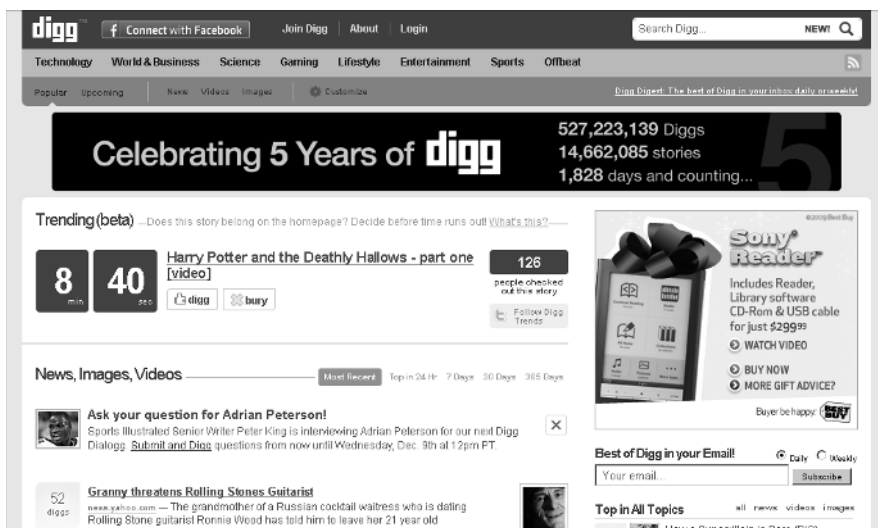 digg™ f Connect with Facebook Join Digg About Login Search Digg... NEW!
Technology World & Business Science Gaming Lifestyle Entertainment Sports Offbeat
Popular Upcoming News Videos Images Customize Digg Digest: The best of Digg in your inbox daily or weekly!
Celebrating 5 Years of digg
527,223,139 Diggs
14,662,085 stories
1,828 days and counting...
5
Trending (beta) Does this story belong on the homepage? Decide before time runs out! What's this?
8 min 40 sec
Harry Potter and the Deathly Hallows - part one
[video]
digg bury
126
people checked
out this story
Follow Digg
Trends
News, Images, Videos Most Recent Top in 24 Hr 7 Days 30 Days 365 Days
Ask your question for Adrian Peterson!
Sports Illustrated Senior Writer Peter King is interviewing Adrian Peterson for our next Digg
Dialogg. Submit and Digg questions from now until Wednesday, Dec. 9th at 12pm PT.
52
diggs
Granny threatens Rolling Stones Guitarist
news.yahoo.com — The grandmother of a Russian cocktail waitress who is dating
Rolling Stone guitarist Ronnie Wood has told him to leave her 21 year old
©2009 Best Buy
Sony®
Reader™
Includes Reader,
Library software
CD-Rom & USB cable
for just $299⁹⁹
WATCH VIDEO
BUY NOW
MORE GIFT ADVICE?
Buyer be happy. BEST BUY
Best of Digg in your Email! Daily Weekly
Your email... Subscribe
Top in All Topics all news videos images